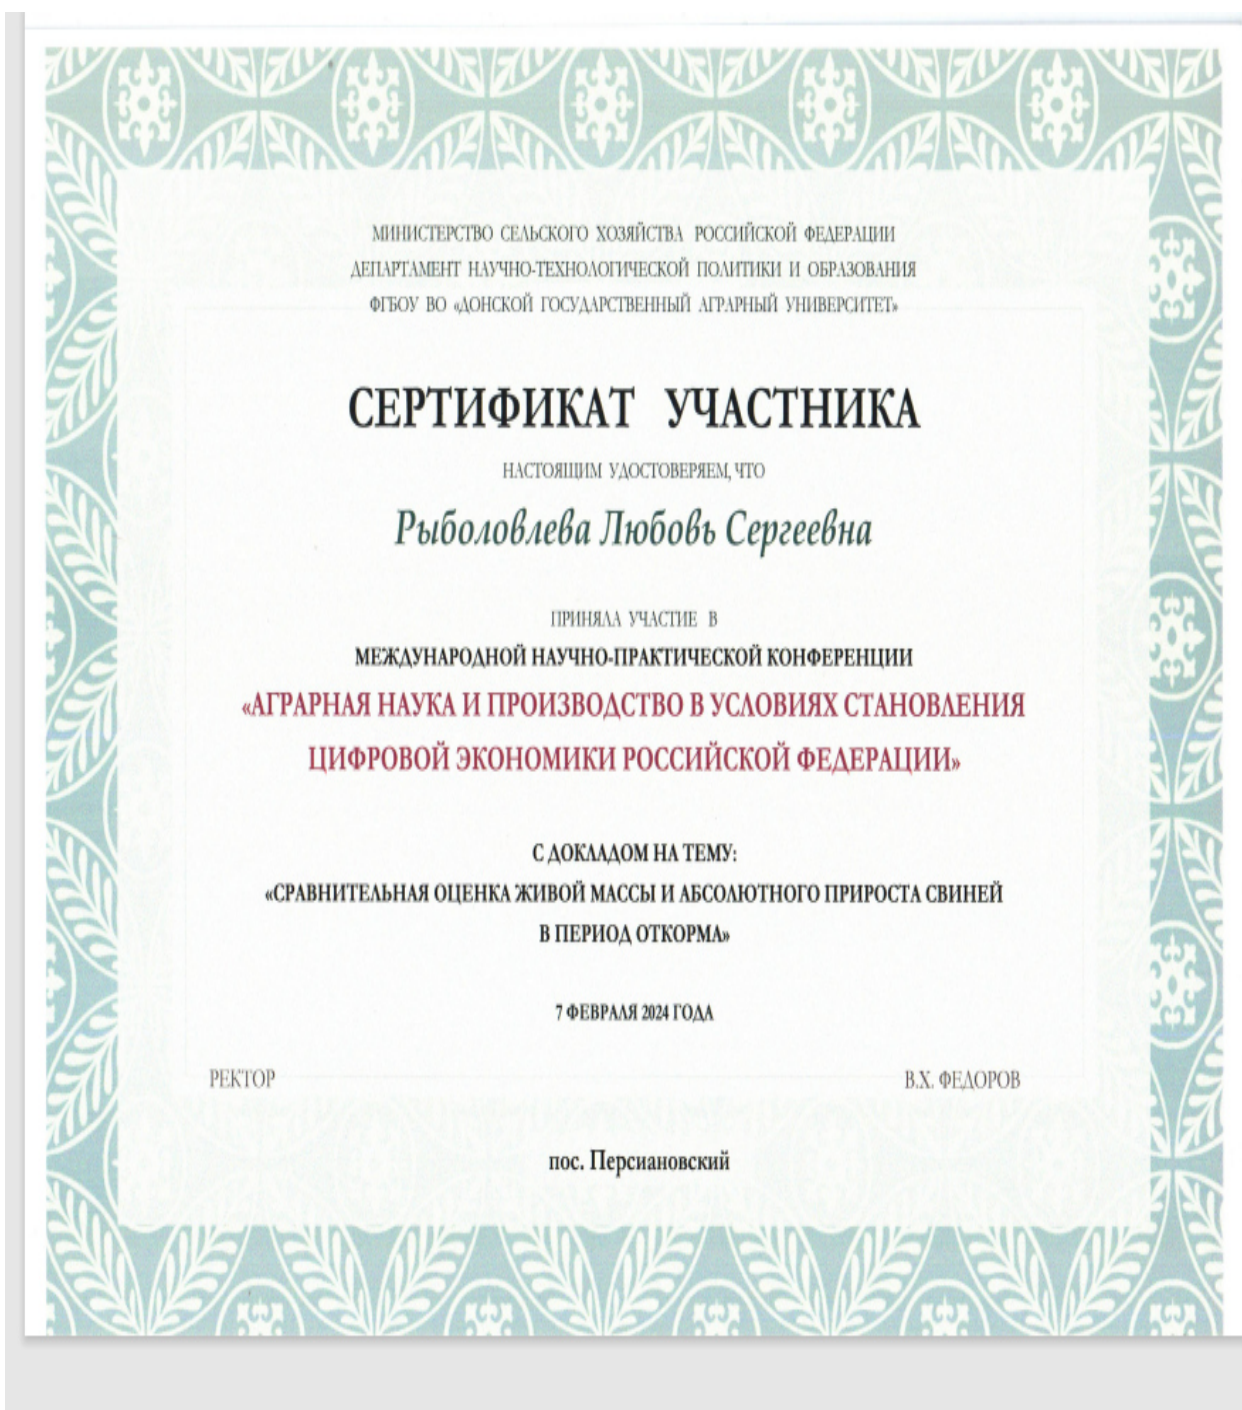 МИНИСТЕРСТВО СЕЛЬСКОГО ХОЗЯЙСТВА РОССИЙСКОЙ ФЕДЕРАЦИИ
ДЕПАРТАМЕНТ НАУЧНО-ТЕХНОЛОГИЧЕСКОЙ ПОЛИТИКИ И ОБРАЗОВАНИЯ
ФГБОУ ВО «ДОНСКОЙ ГОСУДАРСТВЕННЫЙ АГРАРНЫЙ УНИВЕРСИТЕТ»
СЕРТИФИКАТ УЧАСТНИКА
НАСТОЯЩИМ УДОСТОВЕРЯЕМ, ЧТО
Рыболовлева Любовь Сергеевна
ПРИНЯЛА УЧАСТИЕ В
МЕЖДУНАРОДНОЙ НАУЧНО-ПРАКТИЧЕСКОЙ КОНФЕРЕНЦИИ
«АГРАРНАЯ НАУКА И ПРОИЗВОДСТВО В УСЛОВИЯХ СТАНОВЛЕНИЯ
ЦИФРОВОЙ ЭКОНОМИКИ РОССИЙСКОЙ ФЕДЕРАЦИИ»
С ДОКЛАДОМ НА ТЕМУ:
«СРАВНИТЕЛЬНАЯ ОЦЕНКА ЖИВОЙ МАССЫ И АБСОЛЮТНОГО ПРИРОСТА СВИНЕЙ
В ПЕРИОД ОТКОРМА»
7 ФЕВРАЛЯ 2024 ГОДА
РЕКТОР В.Х. ФЕДОРОВ
пос. Персиановский